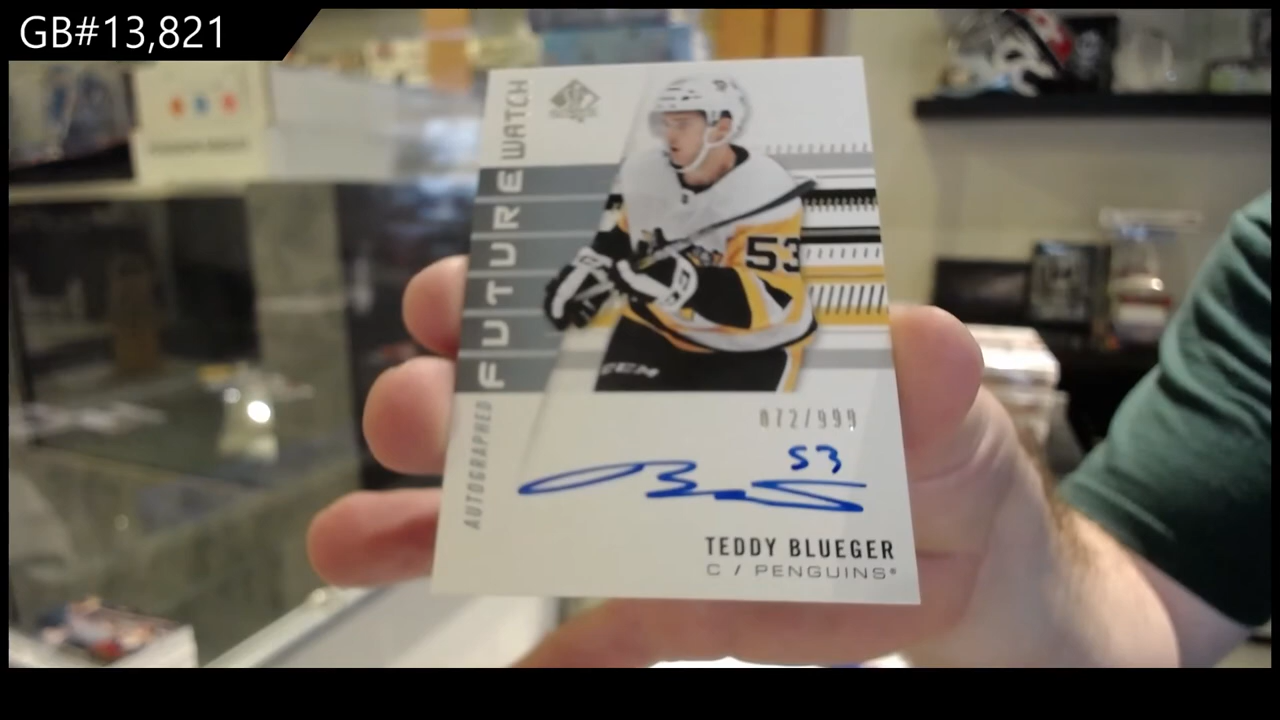 GB#13,821
AUTOGRAPHED FUTURE WATCH
53
CCM
072/999
53
TEDDY BLUEGER
C / PENGUINS